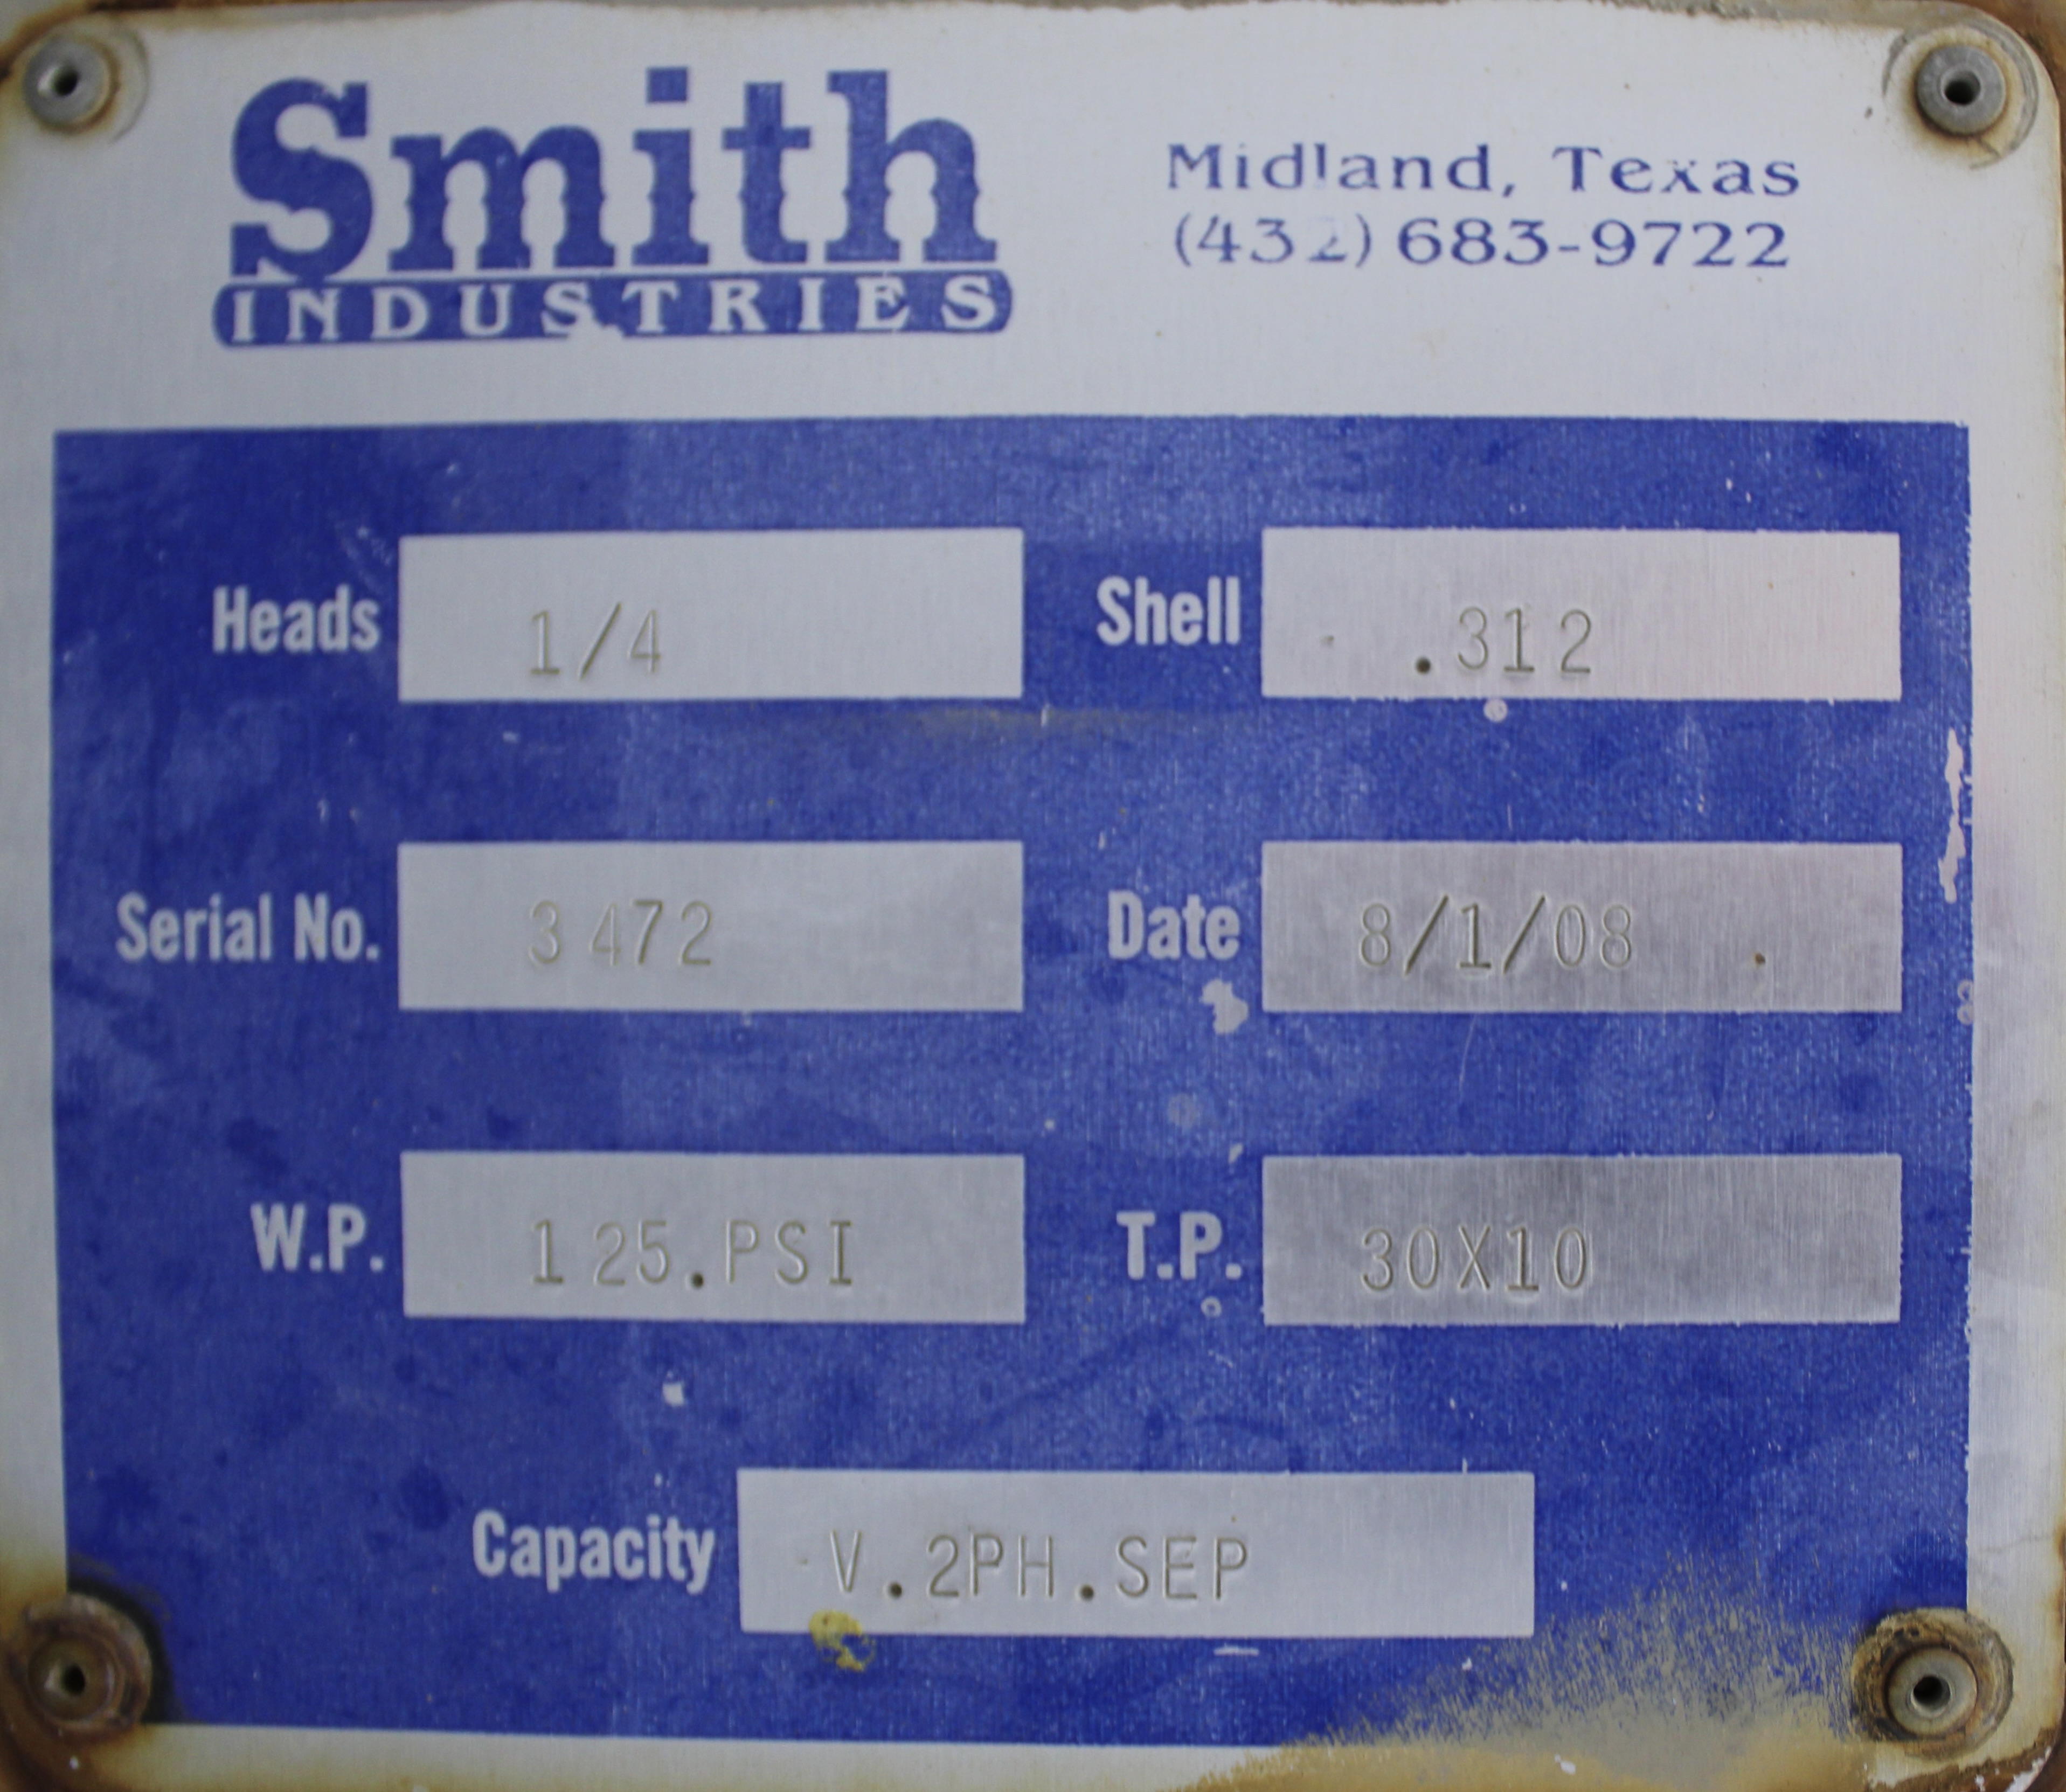 Smith
INDUSTRIES
Midland, Texas
(432) 683-9722
Heads 1/4 Shell .312
Serial No. 3472 Date 8/1/08
W.P. 125.PSI T.P. 30X10
Capacity V.2PH.SEP